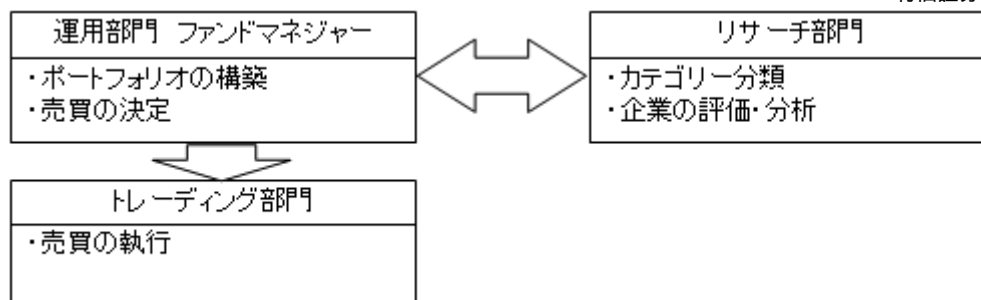 運用部門 ファンドマネジャー
・ポートフォリオの構築
・売買の決定
リサーチ部門
・カテゴリー分類
・企業の評価・分析
トレーディング部門
・売買の執行